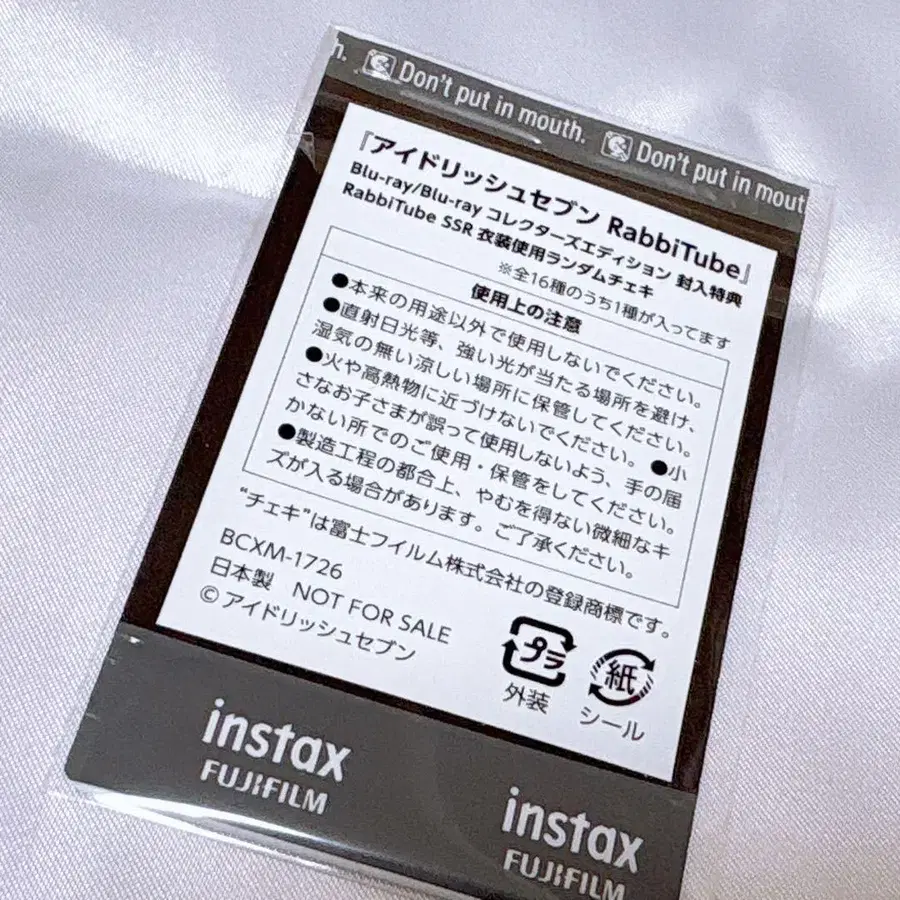 h. Don't put in mouth. Don't put in mout
『アイドリッシュセブン RabbiTube』
Blu-ray/Blu-ray コレクターズエディション 封入特典
RabbiTube SSR 衣装使用ランダムチェキ
※全16種のうち1種が入ってます
使用上の注意
●本来の用途以外で使用しないでください。
●直射日光等、強い光が当たる場所を避け、
湿気の無い涼しい場所に保管してください。
●火や高熱物に近づけないでください。●小
さなお子さまが誤って使用しないよう、手の届
かない所でのご使用・保管をしてください。
●製造工程の都合上、やむを得ない微細なキ
ズが入る場合があります。ご了承ください。
“チェキ”は富士フイルム株式会社の登録商標です。
BCXM-1726
日本製 NOT FOR SALE
© アイドリッシュセブン
プラ
外装
紙
シール
instax
FUJIFILM
instax
FUJIFILM